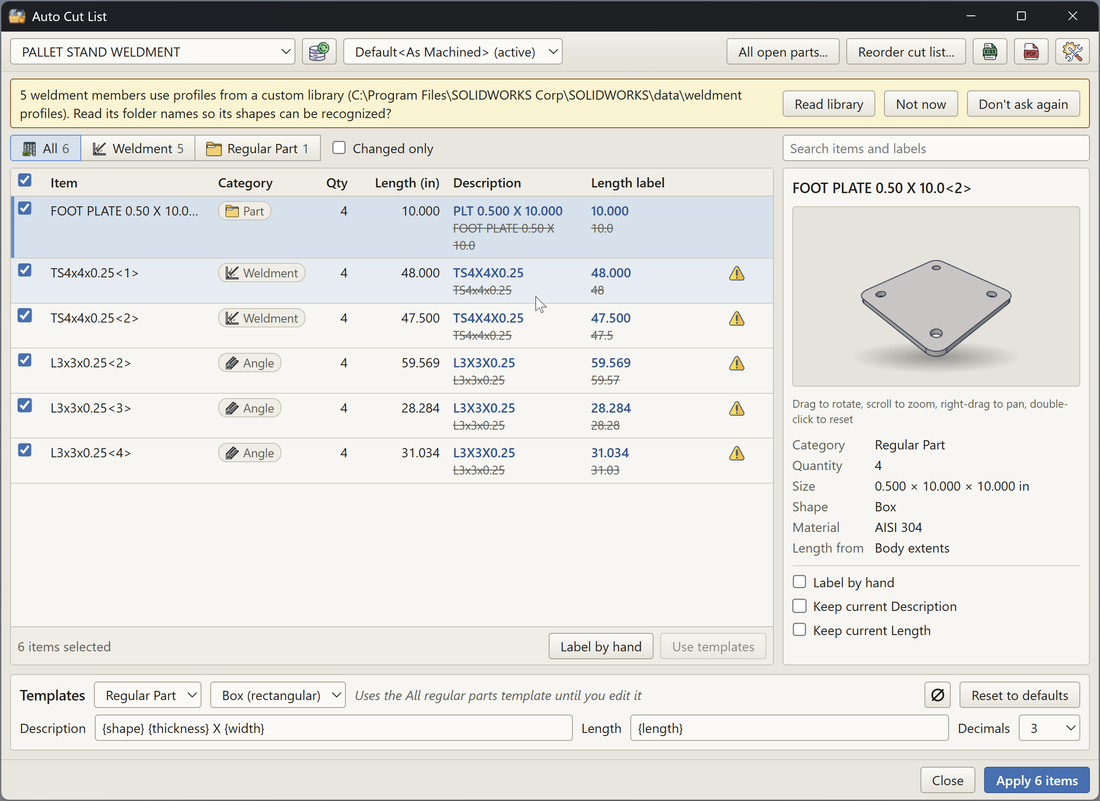 Auto Cut List
PALLET STAND WELDMENT
Default<As Machined> (active)
All open parts...
Reorder cut list...
5 weldment members use profiles from a custom library (C:\Program Files\SOLIDWORKS Corp\SOLIDWORKS\data\weldment
profiles). Read its folder names so its shapes can be recognized?
Read library
Not now
Don't ask again
All 6
Weldment 5
Regular Part 1
Changed only
Search items and labels
Item Category Qty Length (in) Description Length label
FOOT PLATE 0.50 X 10.0... Part 4 10.000 PLT 0.500 X 10.000 10.000
FOOT PLATE 0.50 X 10.0
10.0
TS4x4x0.25<1> Weldment 4 48.000 TS4X4X0.25 48.000
TS4x4x0.25 48
TS4x4x0.25<2> Weldment 4 47.500 TS4X4X0.25 47.500
TS4x4x0.25 47.5
L3x3x0.25<2> Angle 4 59.569 L3X3X0.25 59.569
L3x3x0.25 59.57
L3x3x0.25<3> Angle 4 28.284 L3X3X0.25 28.284
L3x3x0.25 28.28
L3x3x0.25<4> Angle 4 31.034 L3X3X0.25 31.034
L3x3x0.25 31.03
6 items selected
Label by hand
Use templates
FOOT PLATE 0.50 X 10.0<2>
Drag to rotate, scroll to zoom, right-drag to pan, double-
click to reset
Category Regular Part
Quantity 4
Size 0.500 × 10.000 × 10.000 in
Shape Box
Material AISI 304
Length from Body extents
Label by hand
Keep current Description
Keep current Length
Templates Regular Part Box (rectangular) Uses the All regular parts template until you edit it
Reset to defaults
Description {shape} {thickness} X {width} Length {length} Decimals 3
Close
Apply 6 items